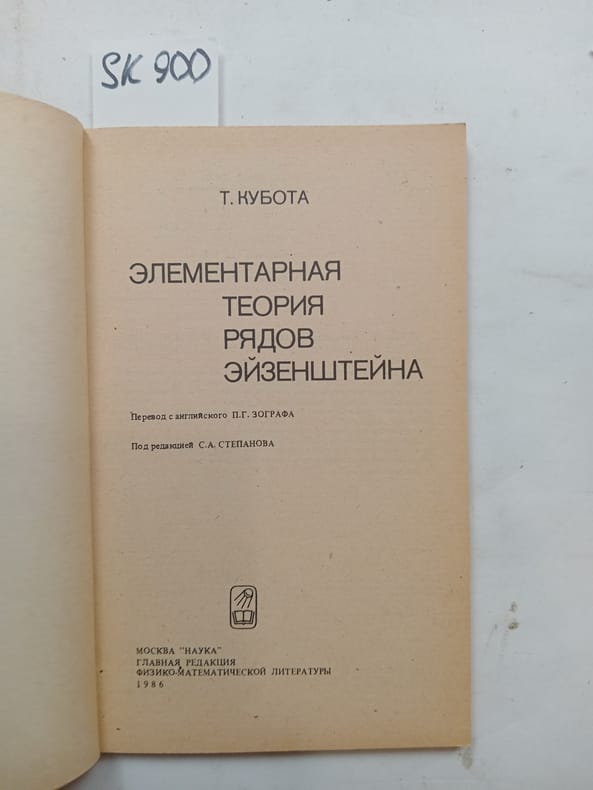 SK 900
Т. КУБОТА
ЭЛЕМЕНТАРНАЯ
ТЕОРИЯ
РЯДОВ
ЭЙЗЕНШТЕЙНА
Перевод с английского П.Г. ЗОГРАФА
Под редакцией С.А. СТЕПАНОВА
МОСКВА "НАУКА"
ГЛАВНАЯ РЕДАКЦИЯ
ФИЗИКО-МАТЕМАТИЧЕСКОЙ ЛИТЕРАТУРЫ
1986